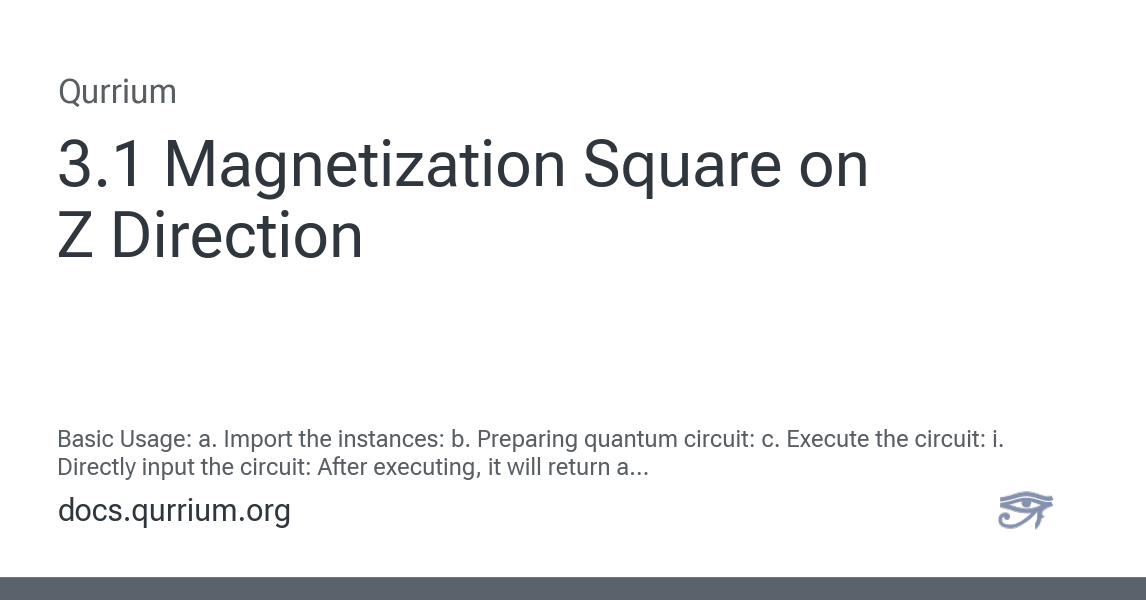 Qurrium
3.1 Magnetization Square on
Z Direction
Basic Usage: a. Import the instances: b. Preparing quantum circuit: c. Execute the circuit: i.
Directly input the circuit: After executing, it will return a...
docs.qurrium.org